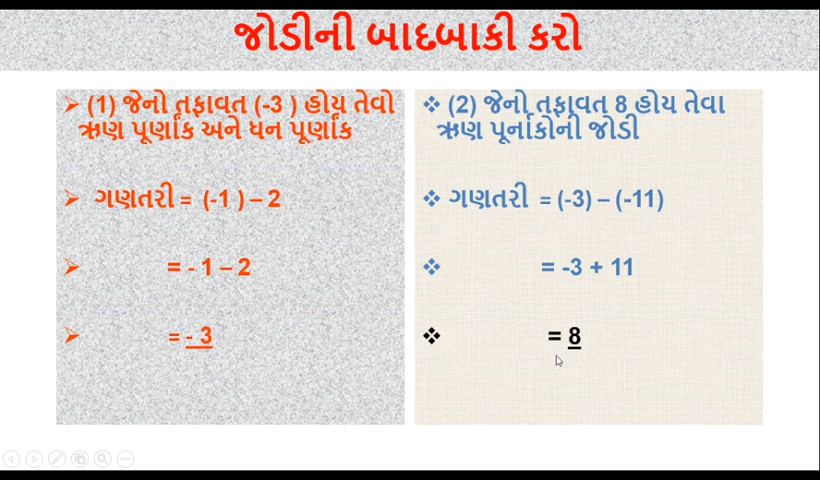 જોડીની બાદબાકી કરો
(1) જેનો તફાવત (-3 ) હોય તેવો
ઋણ પૂર્ણાંક અને ધન પૂર્ણાંક
ગણતરી = (-1 ) – 2
= - 1 – 2
= - 3
(2) જેનો તફાવત 8 હોય તેવા
ઋણ પૂર્નાકોની જોડી
ગણતરી = (-3) – (-11)
= -3 + 11
= 8